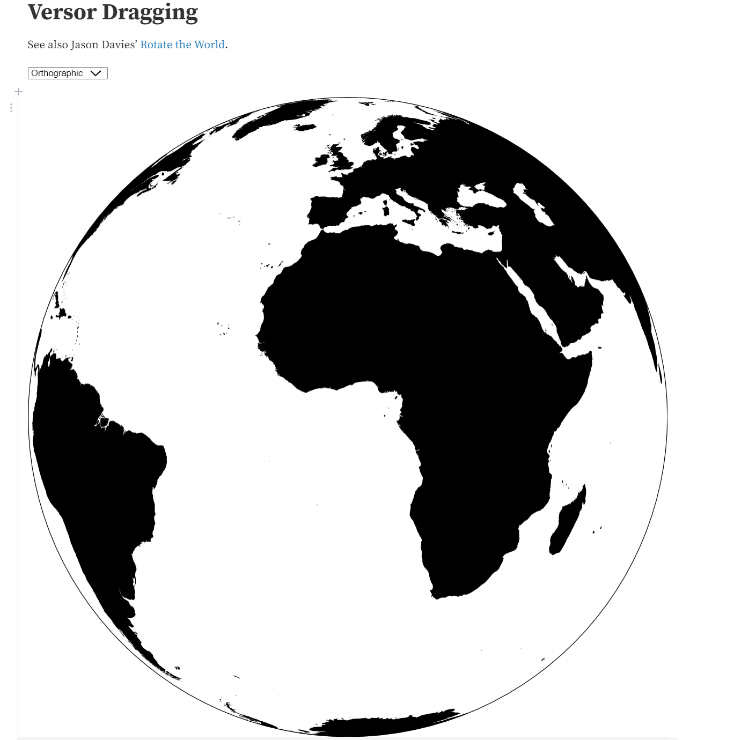 Versor Dragging
See also Jason Davies’ Rotate the World.
Orthographic